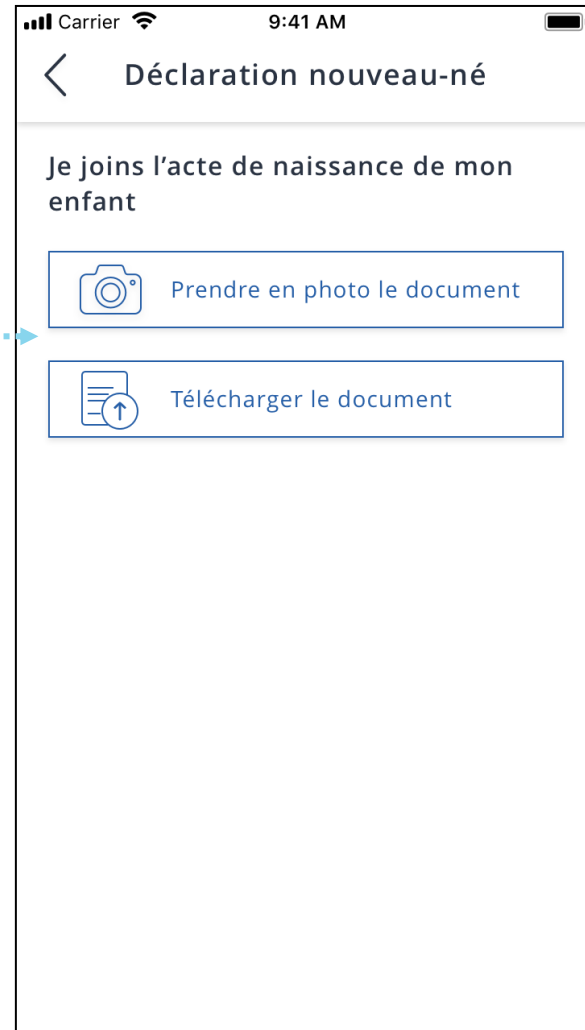 Carrier 9:41 AM
Déclaration nouveau-né
Je joins l’acte de naissance de mon
enfant
Prendre en photo le document
Télécharger le document